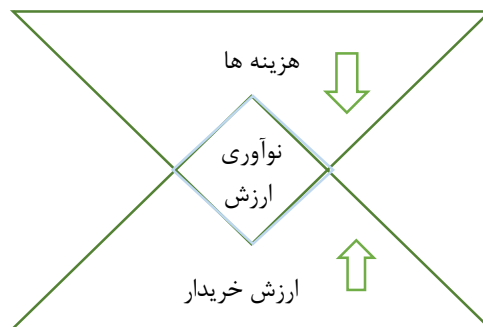 هزینه ها
نوآوری
ارزش
ارزش خریدار